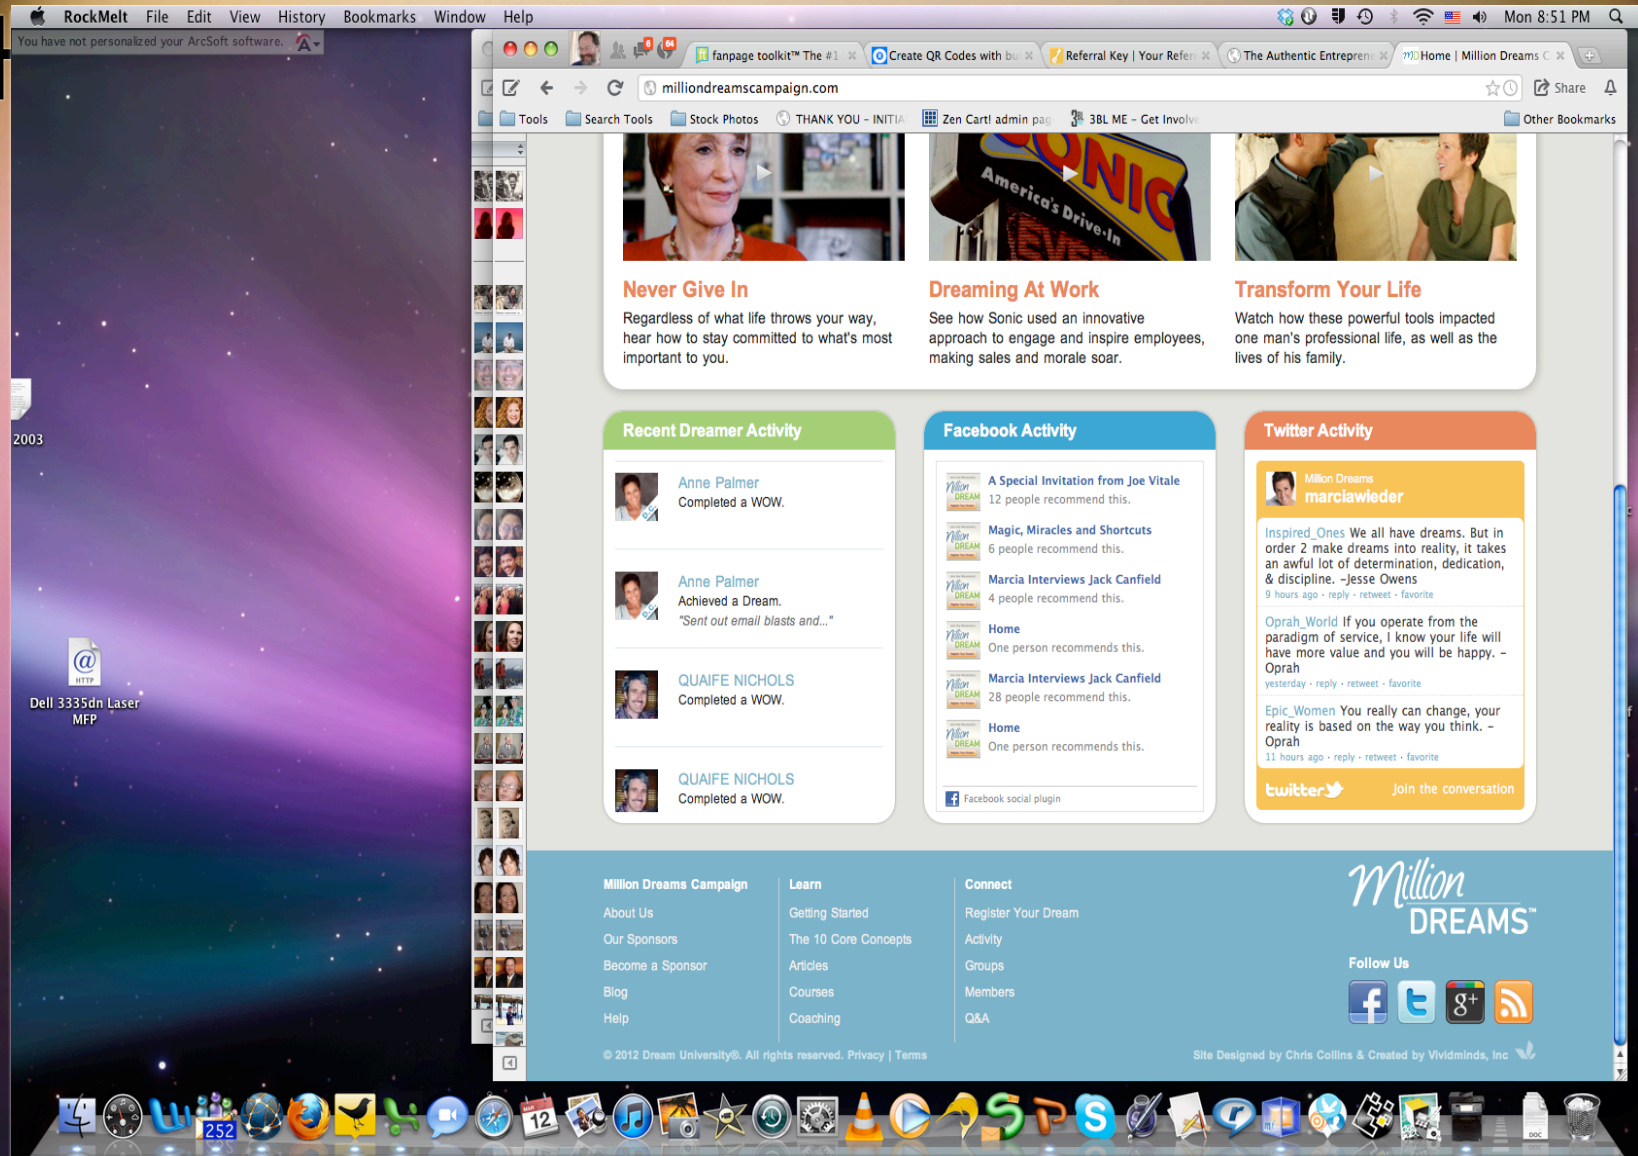 RockMelt File Edit View History Bookmarks Window Help
Mon 8:51 PM
You have not personalized your ArcSoft software.
6
64
fanpage toolkit™ The #1
Create QR Codes with bu
Referral Key | Your Refer
The Authentic Entreprene
Home | Million Dreams C
milliondreamscampaign.com
Share
Tools
Search Tools
Stock Photos
THANK YOU - INITIA
Zen Cart! admin pag
3BL ME - Get Involve
Other Bookmarks
SONIC
America's Drive-In
Never Give In
Regardless of what life throws your way,
hear how to stay committed to what's most
important to you.
Dreaming At Work
See how Sonic used an innovative
approach to engage and inspire employees,
making sales and morale soar.
Transform Your Life
Watch how these powerful tools impacted
one man's professional life, as well as the
lives of his family.
2003
Dell 3335dn Laser
MFP
HTTP
Recent Dreamer Activity
Anne Palmer
Completed a WOW.
Anne Palmer
Achieved a Dream.
"Sent out email blasts and..."
QUAIFE NICHOLS
Completed a WOW.
QUAIFE NICHOLS
Completed a WOW.
Facebook Activity
A Special Invitation from Joe Vitale
12 people recommend this.
Magic, Miracles and Shortcuts
6 people recommend this.
Marcia Interviews Jack Canfield
4 people recommend this.
Home
One person recommends this.
Marcia Interviews Jack Canfield
28 people recommend this.
Home
One person recommends this.
Facebook social plugin
Twitter Activity
Million Dreams
marciawieder
Inspired_Ones We all have dreams. But in
order 2 make dreams into reality, it takes
an awful lot of determination, dedication,
& discipline. -Jesse Owens
9 hours ago · reply · retweet · favorite
Oprah_World If you operate from the
paradigm of service, I know your life will
have more value and you will be happy. -
Oprah
yesterday · reply · retweet · favorite
Epic_Women You really can change, your
reality is based on the way you think. -
Oprah
11 hours ago · reply · retweet · favorite
twitter
Join the conversation
Million Dreams Campaign
About Us
Our Sponsors
Become a Sponsor
Blog
Help
Learn
Getting Started
The 10 Core Concepts
Articles
Courses
Coaching
Connect
Register Your Dream
Activity
Groups
Members
Q&A
Million
DREAMS™
Follow Us
© 2012 Dream University®. All rights reserved. Privacy | Terms
Site Designed by Chris Collins & Created by Vividminds, Inc
252
MAR
12
DOC